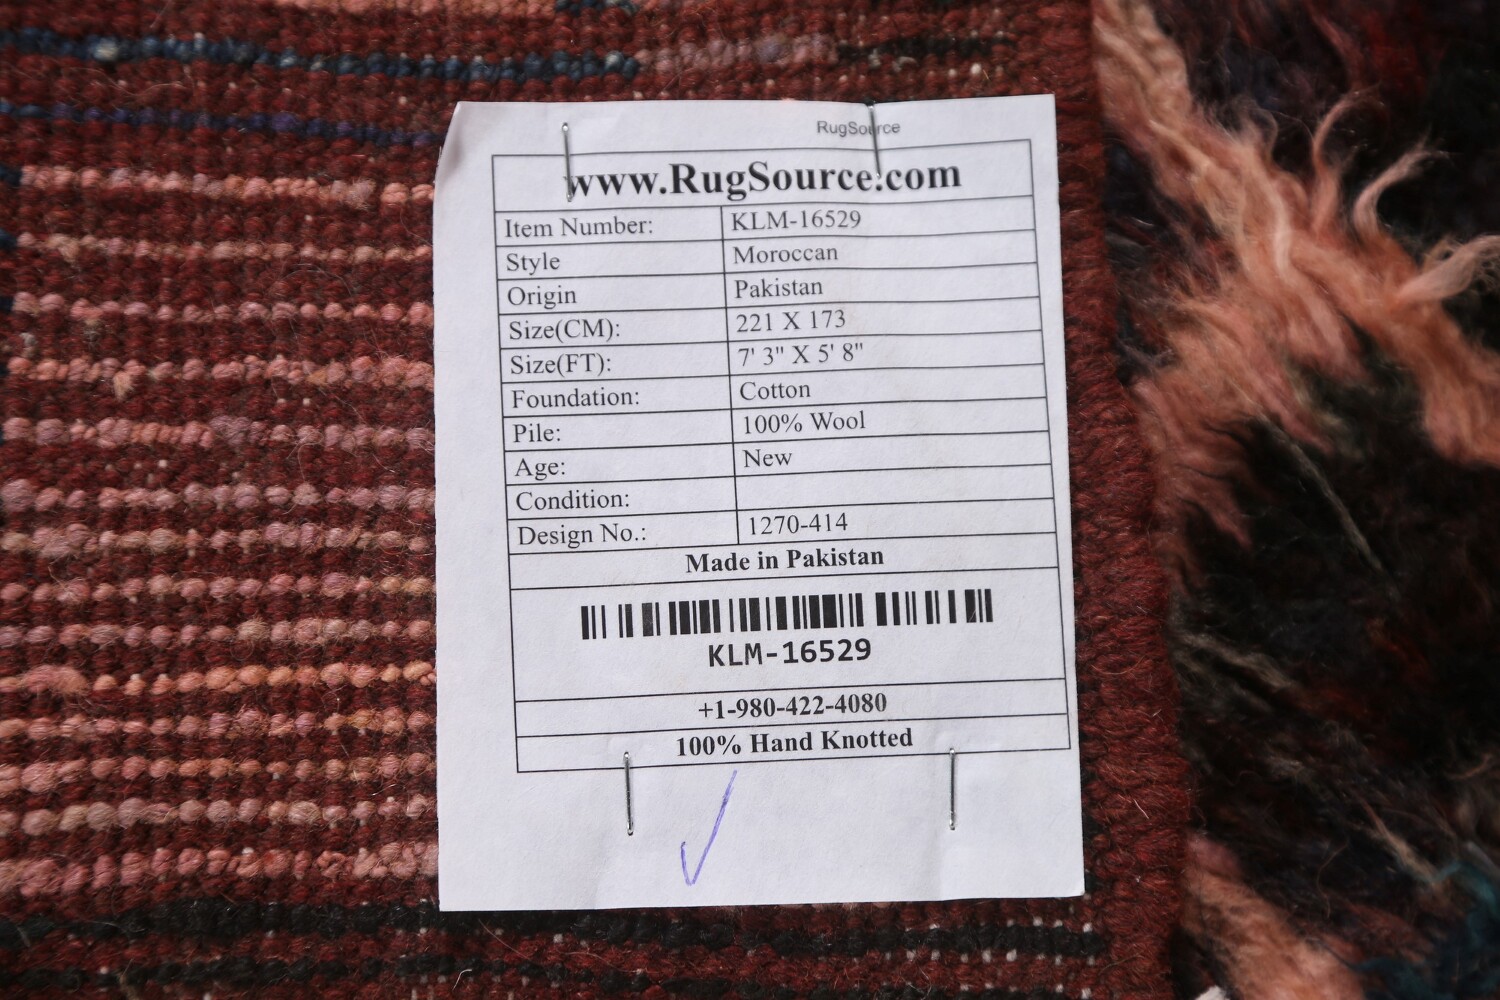 RugSource
www.RugSource.com
Item Number: KLM-16529
Style Moroccan
Origin Pakistan
Size(CM): 221 X 173
Size(FT): 7' 3" X 5' 8"
Foundation: Cotton
Pile: 100% Wool
Age: New
Condition:
Design No.: 1270-414
Made in Pakistan
KLM-16529
+1-980-422-4080
100% Hand Knotted